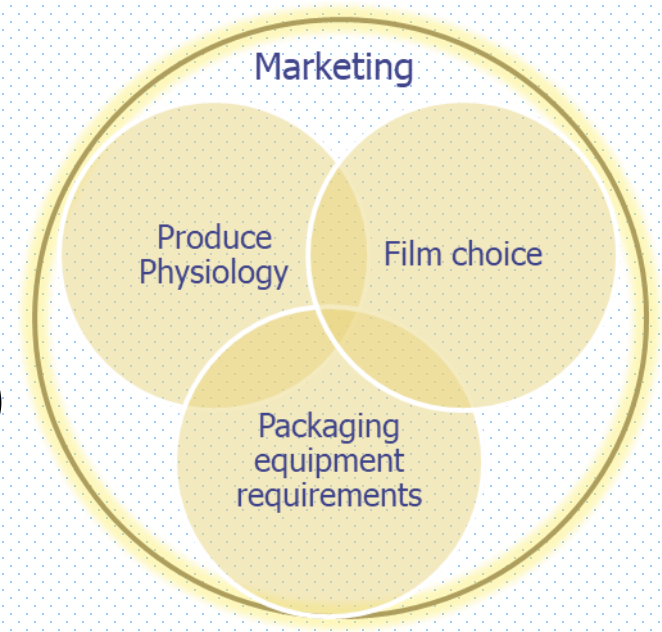 Marketing
Produce
Physiology
Film choice
)
Packaging
equipment
requirements